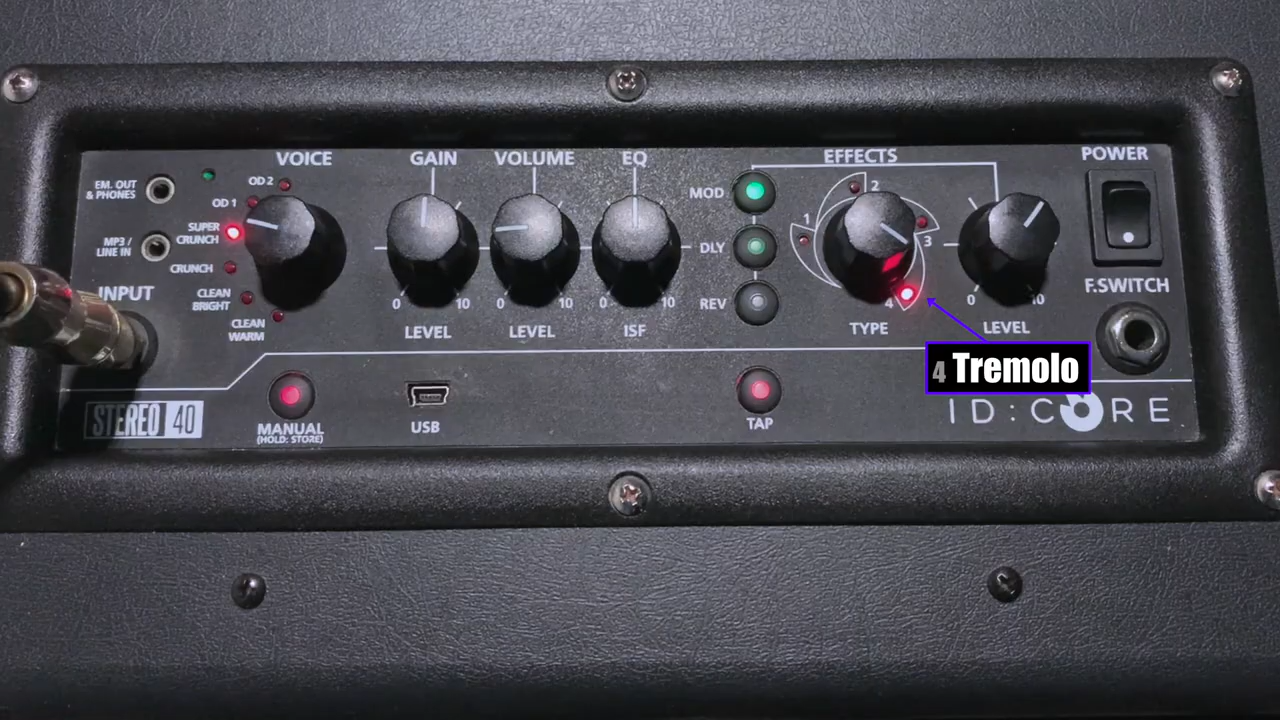 VOICE
GAIN
VOLUME
EQ
EFFECTS
POWER
EM. OUT
& PHONES
OD 2
OD 1
SUPER
CRUNCH
MP3 /
LINE IN
CRUNCH
CLEAN
BRIGHT
CLEAN
WARM
INPUT
0 10
LEVEL
0 10
LEVEL
0 10
ISF
MOD
DLY
REV
1
2
3
4
TYPE
0 10
LEVEL
F.SWITCH
4 Tremolo
STEREO 40
MANUAL
(HOLD: STORE)
USB
TAP
ID:CORE